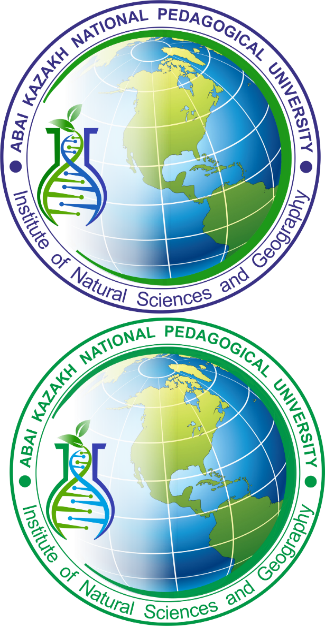 ABAI KAZAKH NATIONAL PEDAGOGICAL UNIVERSITY
Institute of Natural Sciences and Geography
ABAI KAZAKH NATIONAL PEDAGOGICAL UNIVERSITY
Institute of Natural Sciences and Geography